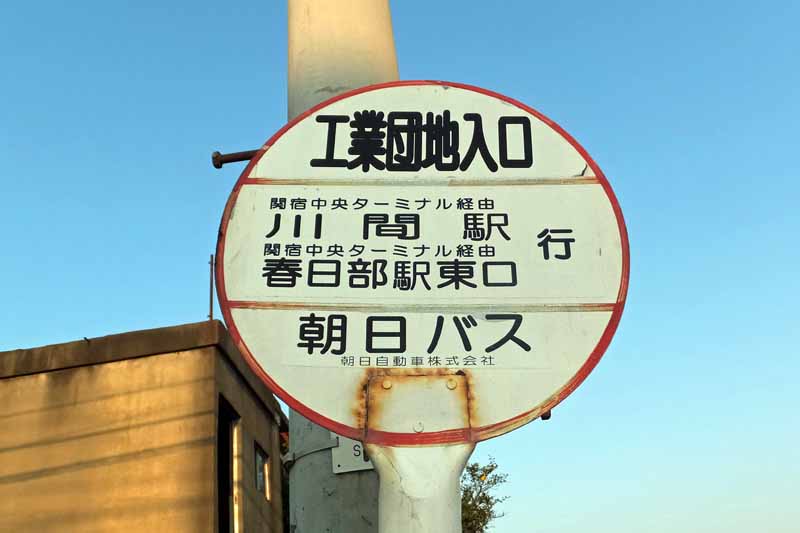 工業団地入口
関宿中央ターミナル経由
川間駅
関宿中央ターミナル経由
春日部駅東口
行
朝日バス
朝日自動車株式会社
S